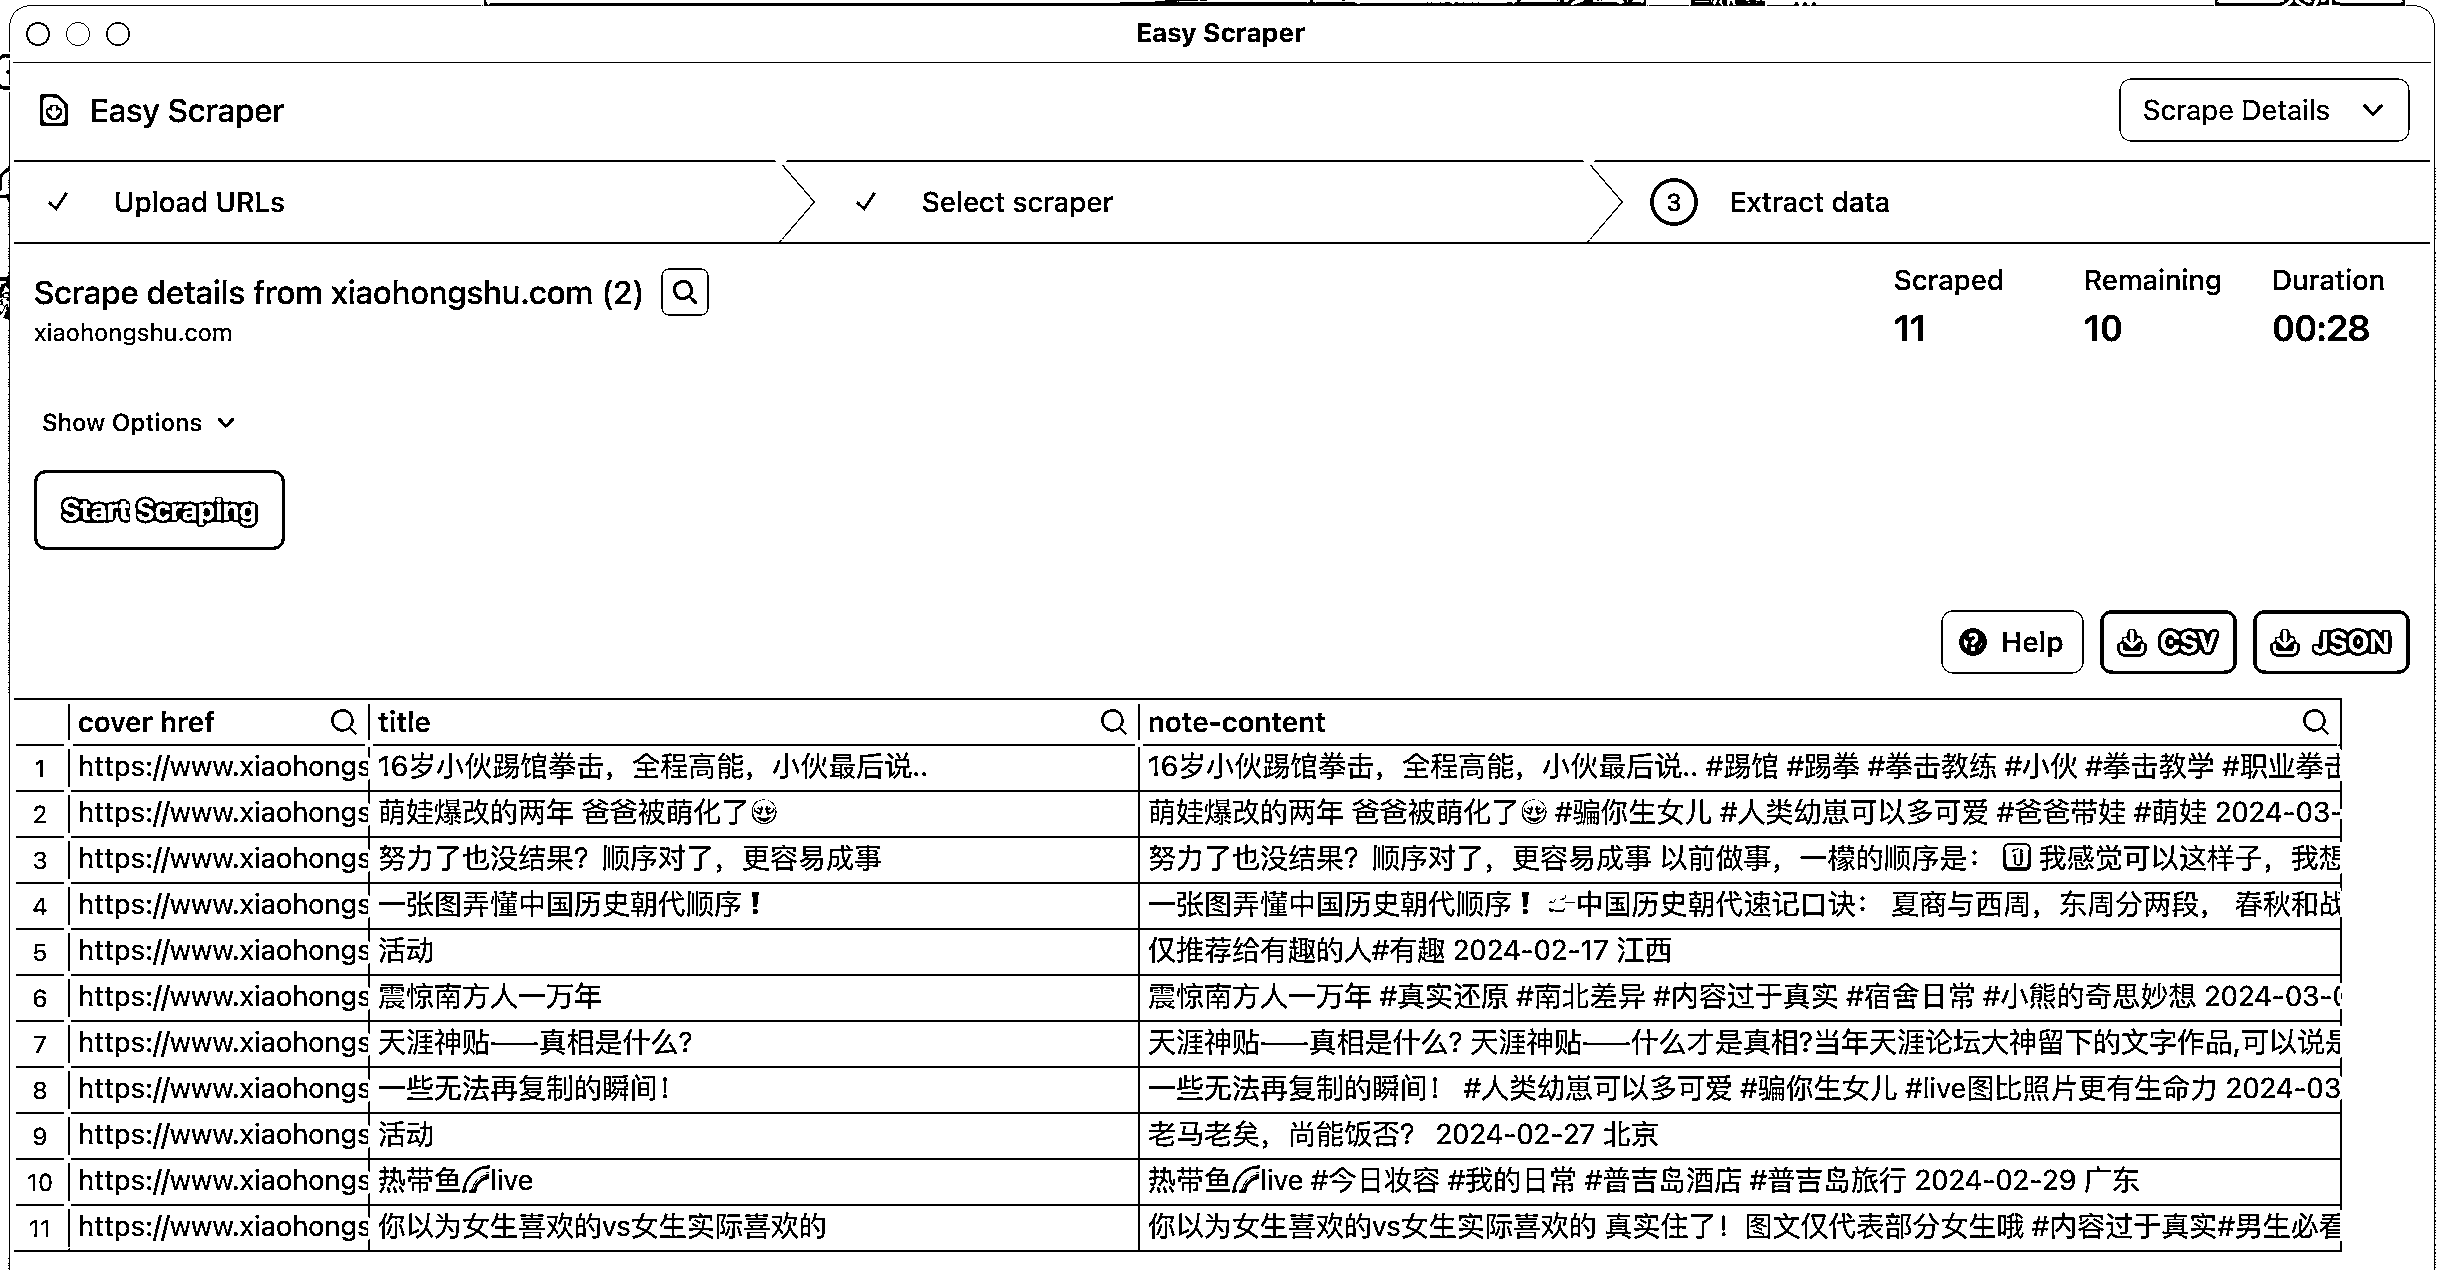 Easy Scraper
Easy Scraper
Scrape Details
Upload URLs
Select scraper
3
Extract data
Scrape details from xiaohongshu.com (2)
xiaohongshu.com
Scraped Remaining Duration
11 10 00:28
Show Options
Start Scraping
Help CSV JSON
cover href title note-content
1 https://www.xiaohongs 16岁小伙踢馆拳击，全程高能，小伙最后说.. 16岁小伙踢馆拳击，全程高能，小伙最后说.. #踢馆 #踢拳 #拳击教练 #小伙 #拳击教学 #职业拳击
2 https://www.xiaohongs 萌娃爆改的两年 爸爸被萌化了😍 萌娃爆改的两年 爸爸被萌化了😍 #骗你生女儿 #人类幼崽可以多可爱 #爸爸带娃 #萌娃 2024-03-
3 https://www.xiaohongs 努力了也没结果？顺序对了，更容易成事 努力了也没结果？顺序对了，更容易成事 以前做事，一檬的顺序是： 1️⃣ 我感觉可以这样子，我想
4 https://www.xiaohongs 一张图弄懂中国历史朝代顺序❗ 一张图弄懂中国历史朝代顺序❗ 👉中国历史朝代速记口诀： 夏商与西周，东周分两段， 春秋和战
5 https://www.xiaohongs 活动 仅推荐给有趣的人#有趣 2024-02-17 江西
6 https://www.xiaohongs 震惊南方人一万年 震惊南方人一万年 #真实还原 #南北差异 #内容过于真实 #宿舍日常 #小熊的奇思妙想 2024-03-0
7 https://www.xiaohongs 天涯神贴——真相是什么? 天涯神贴——真相是什么? 天涯神贴——什么才是真相?当年天涯论坛大神留下的文字作品,可以说是
8 https://www.xiaohongs 一些无法再复制的瞬间！ 一些无法再复制的瞬间！ #人类幼崽可以多可爱 #骗你生女儿 #live图比照片更有生命力 2024-03
9 https://www.xiaohongs 活动 老马老矣，尚能饭否？ 2024-02-27 北京
10 https://www.xiaohongs 热带鱼🌈live 热带鱼🌈live #今日妆容 #我的日常 #普吉岛酒店 #普吉岛旅行 2024-02-29 广东
11 https://www.xiaohongs 你以为女生喜欢的vs女生实际喜欢的 你以为女生喜欢的vs女生实际喜欢的 真实住了！图文仅代表部分女生哦 #内容过于真实#男生必看